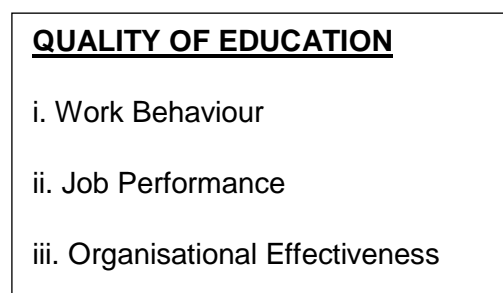 QUALITY OF EDUCATION
i. Work Behaviour
ii. Job Performance
iii. Organisational Effectiveness